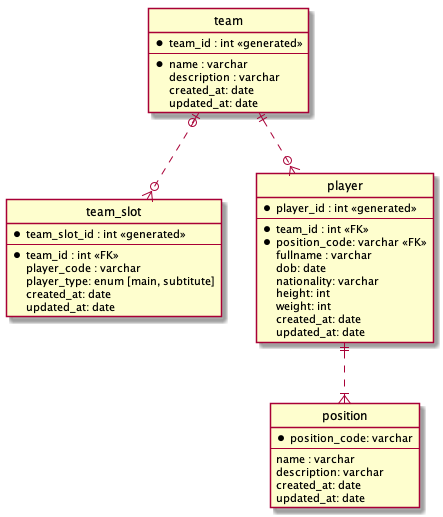 team
team_id : int «generated»
name : varchar
description : varchar
created_at: date
updated_at: date
team_slot
team_slot_id : int «generated»
team_id : int «FK»
player_code : varchar
player_type: enum [main, subtitute]
created_at: date
updated_at: date
player
player_id : int «generated»
team_id : int «FK»
position_code: varchar «FK»
fullname : varchar
dob: date
nationality: varchar
height: int
weight: int
created_at: date
updated_at: date
position
position_code: varchar
name : varchar
description: varchar
created_at: date
updated_at: date